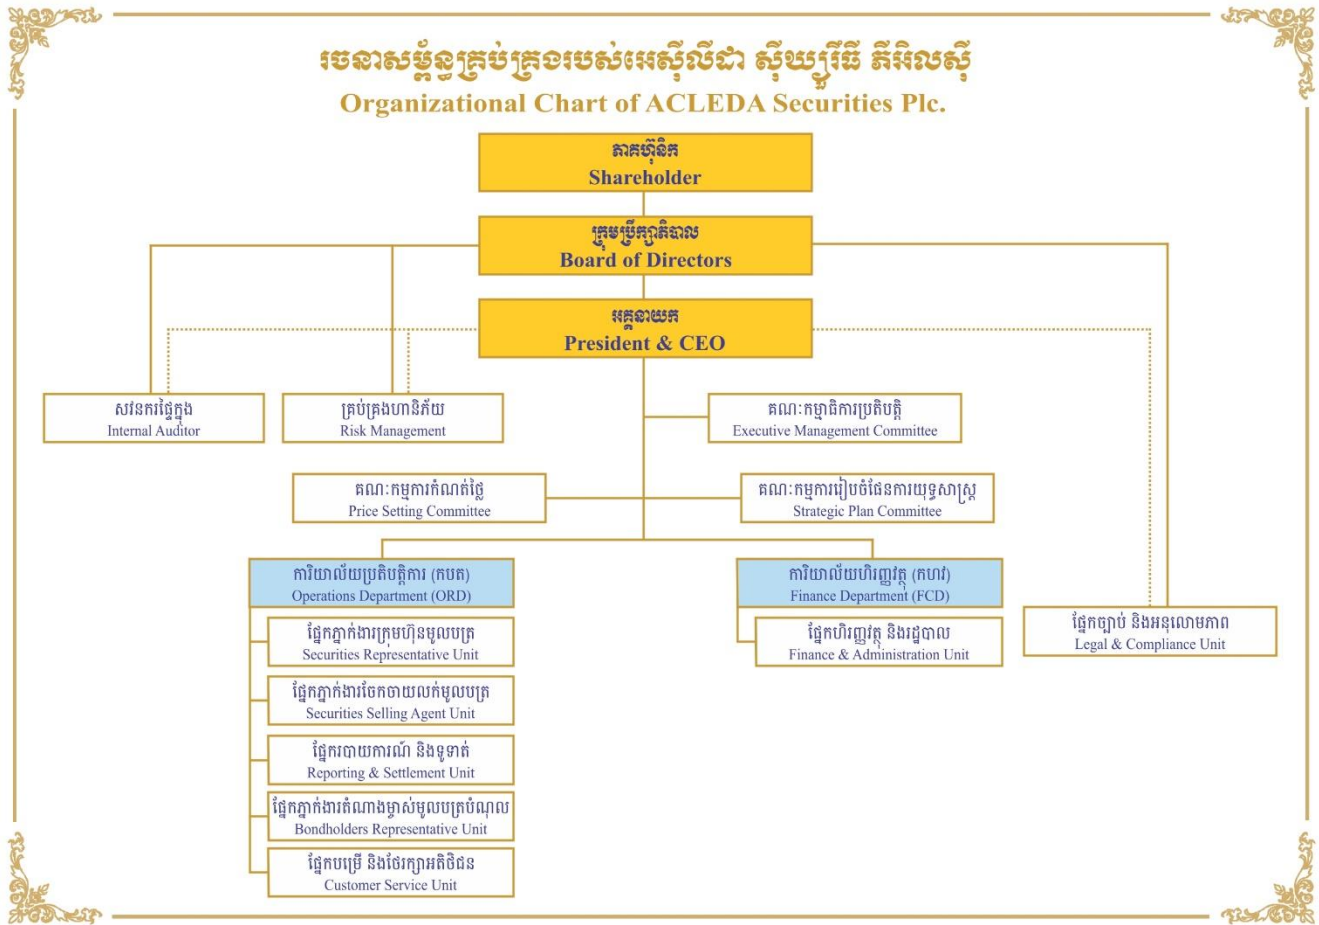 រចនាសម្ព័ន្ធគ្រប់គ្រងរបស់អេស៊ីលីដា ស៊ីឃ្យួរីធី ភីអិលស៊ី
Organizational Chart of ACLEDA Securities Plc.
ភាគហ៊ុនិក
Shareholder
ក្រុមប្រឹក្សាភិបាល
Board of Directors
អគ្គនាយក
President & CEO
សវនករផ្ទៃក្នុង
Internal Auditor
គ្រប់គ្រងហានិភ័យ
Risk Management
គណៈកម្មាធិការប្រតិបត្តិ
Executive Management Committee
គណៈកម្មការកំណត់ថ្លៃ
Price Setting Committee
គណៈកម្មការរៀបចំផែនការយុទ្ធសាស្ត្រ
Strategic Plan Committee
ការិយាល័យប្រតិបត្តិការ (កបត)
Operations Department (ORD)
ការិយាល័យហិរញ្ញវត្ថុ (កហវ)
Finance Department (FCD)
ផ្នែកភ្នាក់ងារក្រុមហ៊ុនមូលបត្រ
Securities Representative Unit
ផ្នែកហិរញ្ញវត្ថុ និងរដ្ឋបាល
Finance & Administration Unit
ផ្នែកច្បាប់ និងអនុលោមភាព
Legal & Compliance Unit
ផ្នែកភ្នាក់ងារចែកចាយលក់មូលបត្រ
Securities Selling Agent Unit
ផ្នែករបាយការណ៍ និងទូទាត់
Reporting & Settlement Unit
ផ្នែកភ្នាក់ងារតំណាងម្ចាស់មូលបត្របំណុល
Bondholders Representative Unit
ផ្នែកបម្រើ និងថែរក្សាអតិថិជន
Customer Service Unit